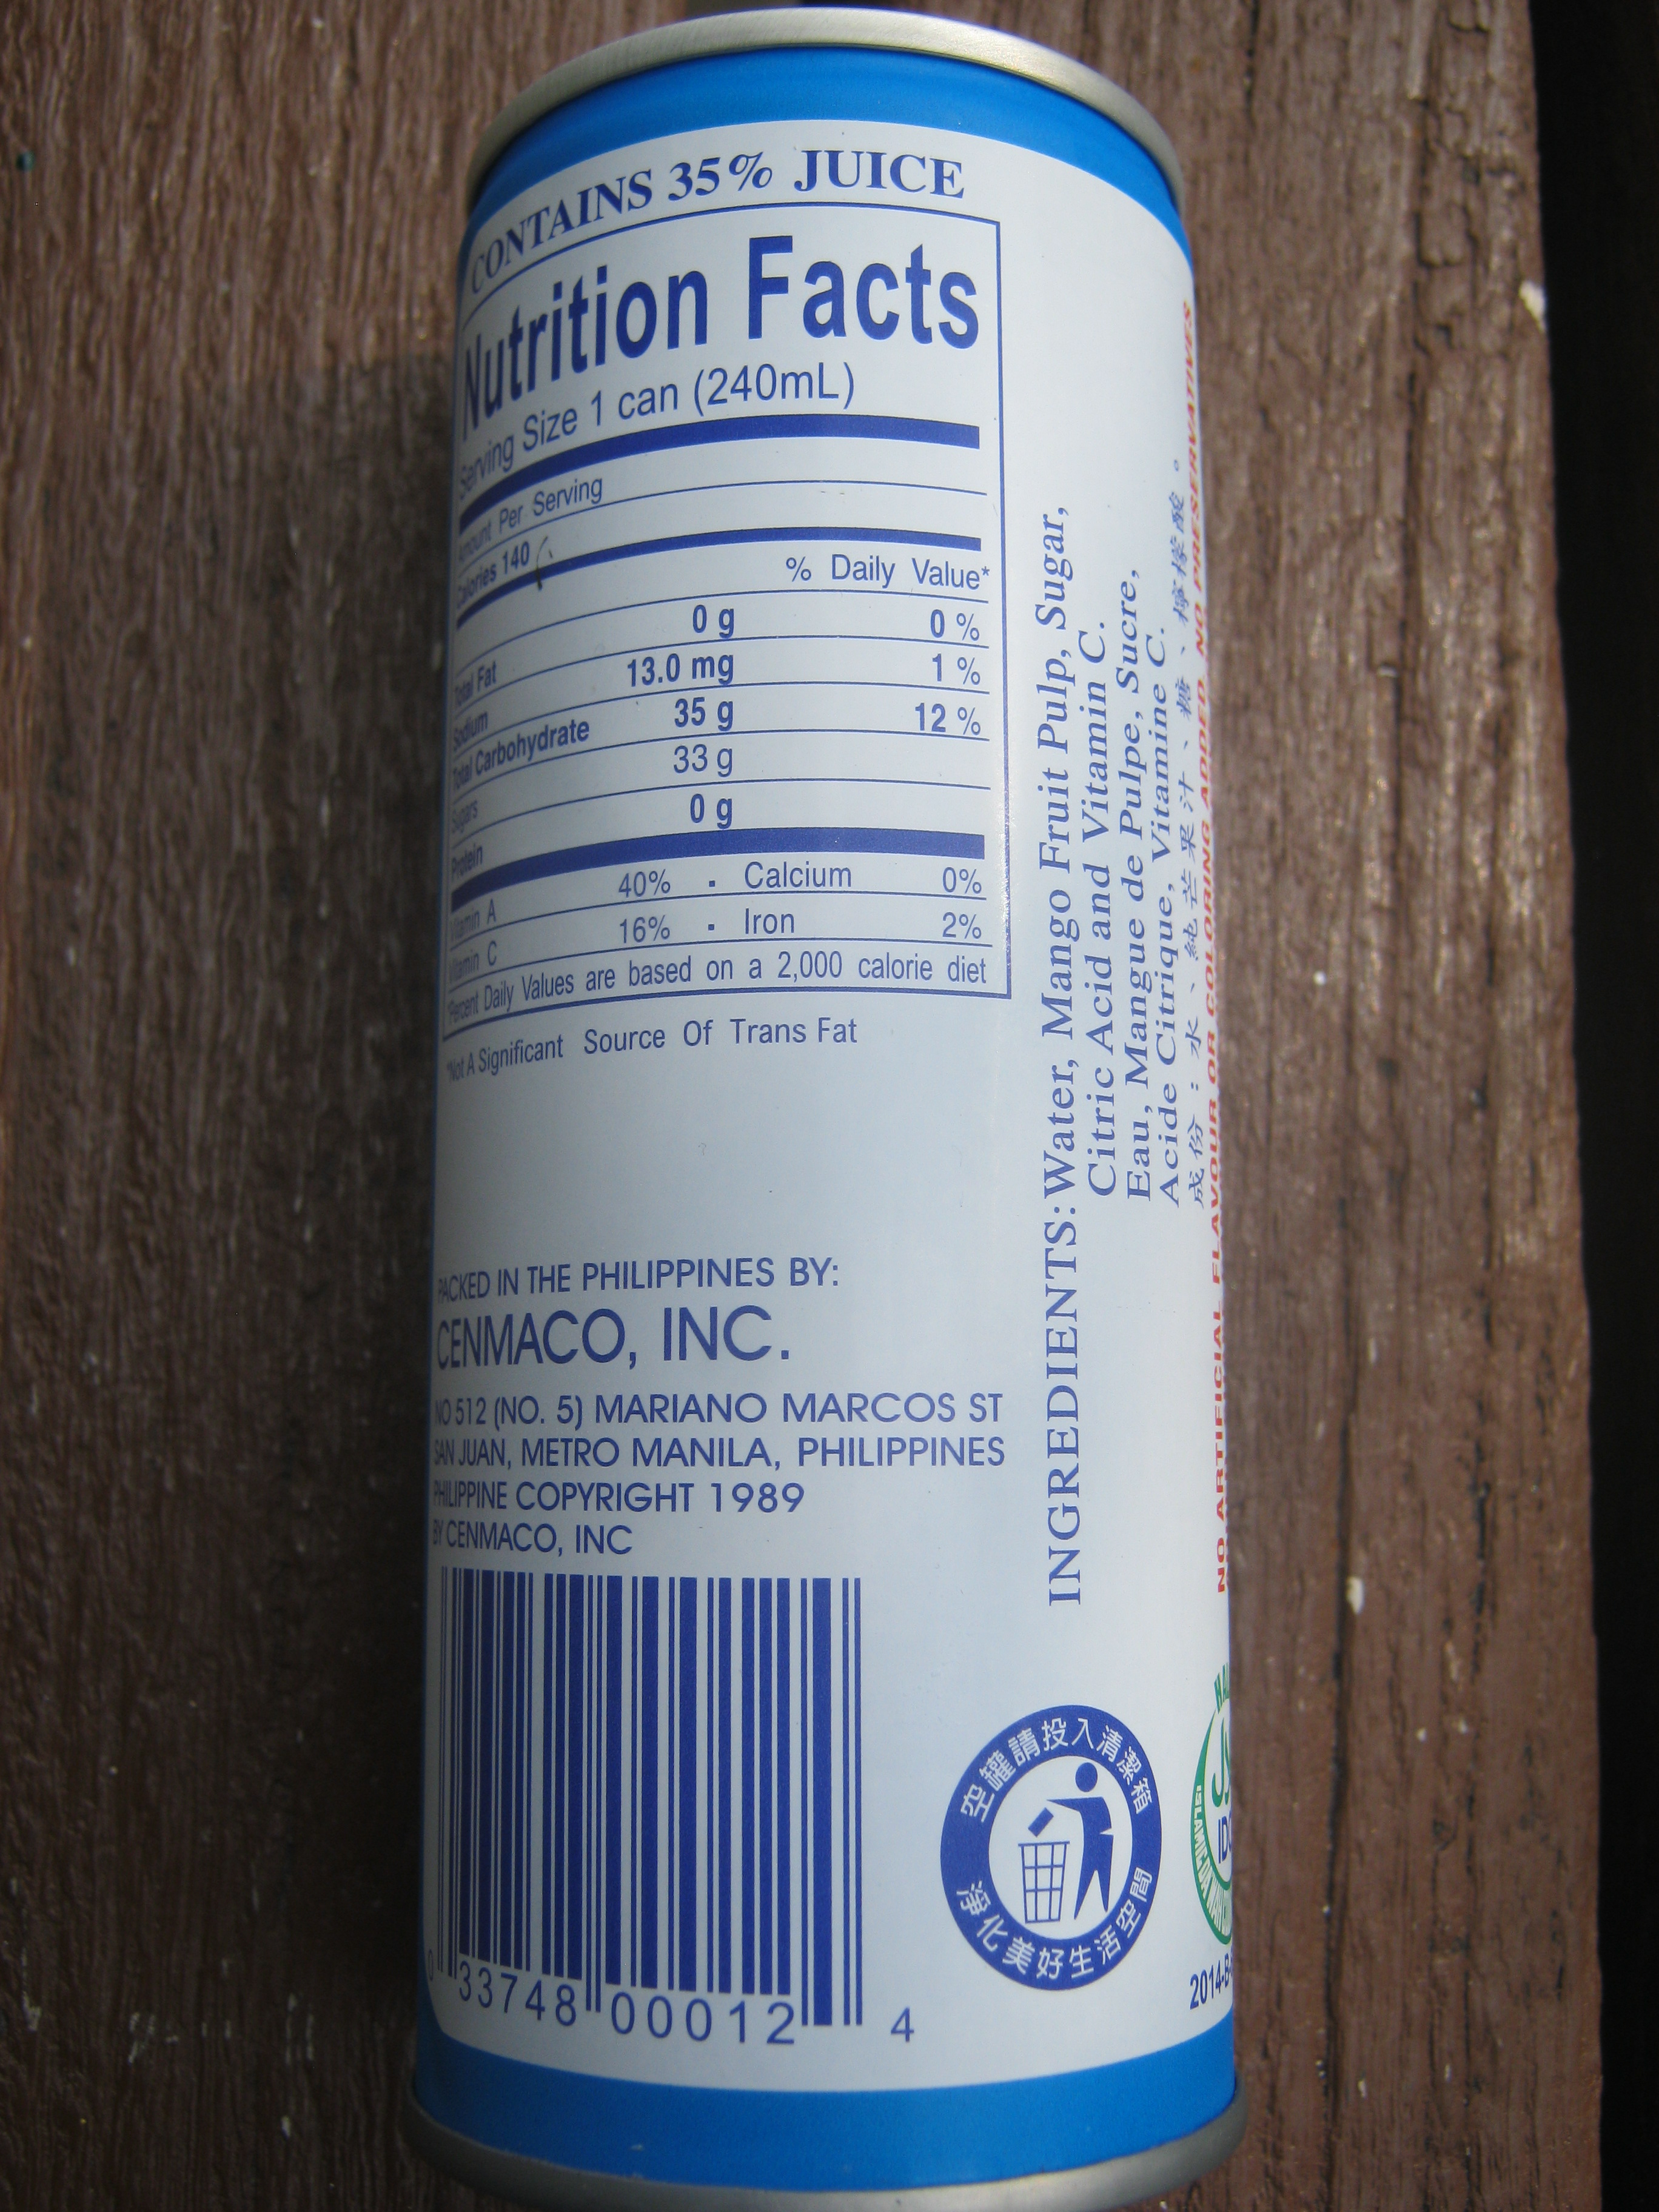 CONTAINS 35% JUICE
Nutrition Facts
Serving Size 1 can (240mL)
Amount Per Serving
Calories 140
% Daily Value*
Total Fat 0 g 0 %
Sodium 13.0 mg 1 %
Total Carbohydrate 35 g 12 %
Sugars 33 g
Protein 0 g
Vitamin A 40% · Calcium 0%
Vitamin C 16% · Iron 2%
*Percent Daily Values are based on a 2,000 calorie diet
*Not A Significant Source Of Trans Fat
PACKED IN THE PHILIPPINES BY:
CENMACO, INC.
NO 512 (NO. 5) MARIANO MARCOS ST
SAN JUAN, METRO MANILA, PHILIPPINES
PHILIPPINE COPYRIGHT 1989
BY CENMACO, INC
0 33748 00012 4
INGREDIENTS: Water, Mango Fruit Pulp, Sugar,
Citric Acid and Vitamin C.
Eau, Mangue de Pulpe, Sucre,
Acide Citrique, Vitamine C.
成份：水、純芒果汁、糖、檸檬酸。
NO ARTIFICIAL FLAVOUR OR COLORING ADDED. NO PRESERVATIVES
空罐請投入清潔箱
淨化美好生活空間
2014-B